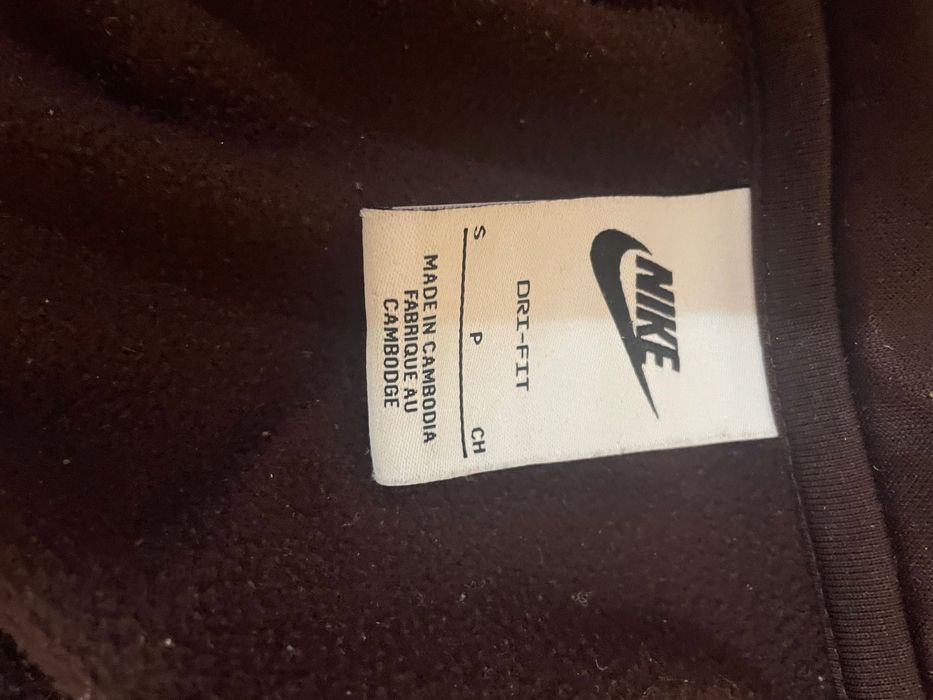 NIKE
DRI-FIT
S P CH
MADE IN CAMBODIA
FABRIQUE AU
CAMBODGE